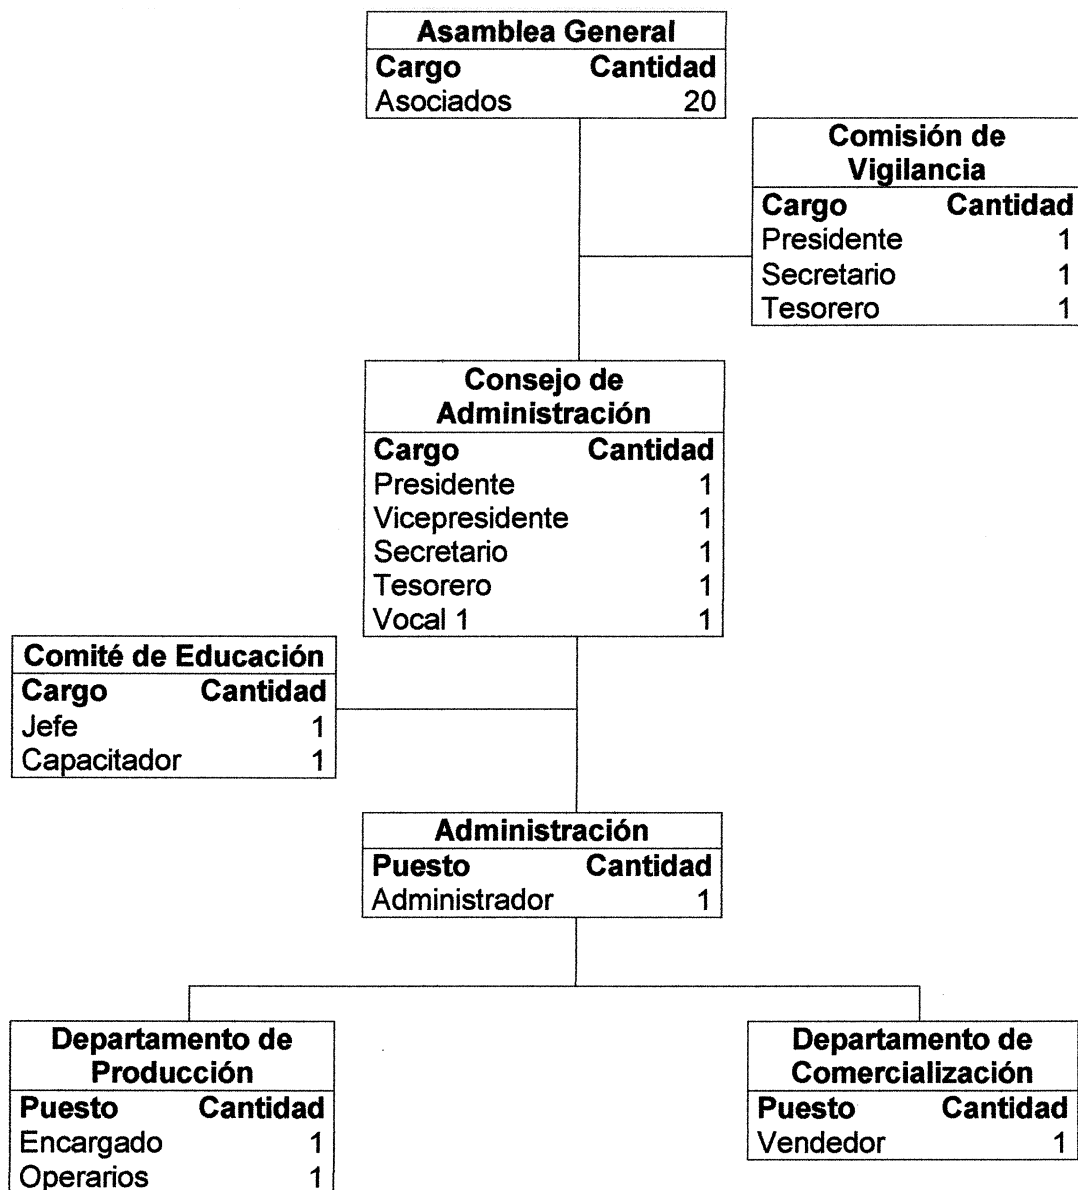 Asamblea General
Cargo Cantidad
Asociados 20
Comisión de
Vigilancia
Cargo Cantidad
Presidente 1
Secretario 1
Tesorero 1
Consejo de
Administración
Cargo Cantidad
Presidente 1
Vicepresidente 1
Secretario 1
Tesorero 1
Vocal 1 1
Comité de Educación
Cargo Cantidad
Jefe 1
Capacitador 1
Administración
Puesto Cantidad
Administrador 1
Departamento de
Producción
Puesto Cantidad
Encargado 1
Operarios 1
Departamento de
Comercialización
Puesto Cantidad
Vendedor 1